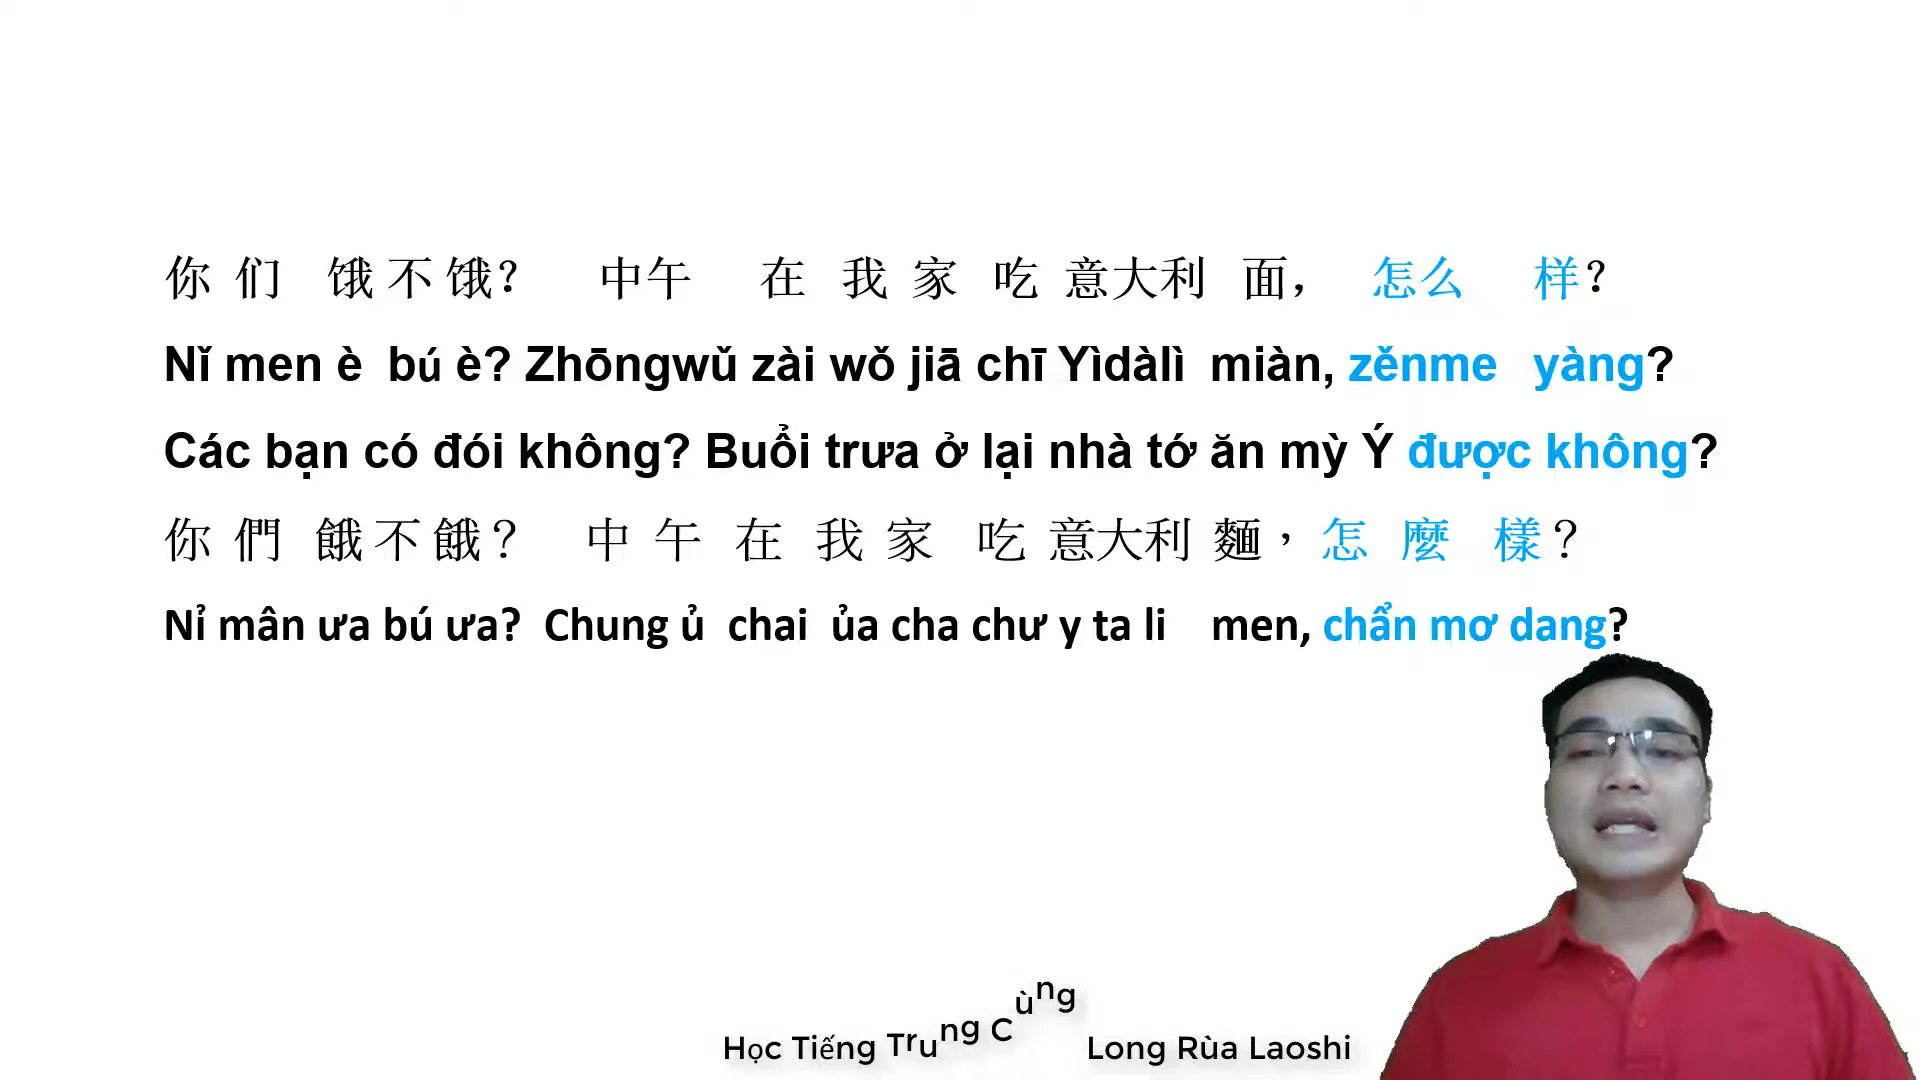 你们饿不饿？ 中午在我家吃意大利面，怎么样？
Nǐ men è bú è? Zhōngwǔ zài wǒ jiā chī Yìdàlì miàn, zěnme yàng?
Các bạn có đói không? Buổi trưa ở lại nhà tớ ăn mỳ Ý được không?
你們餓不餓？ 中午在我家吃意大利麵，怎麼樣？
Nỉ mân ưa bú ưa? Chung ủ chai ủa cha chư y ta li men, chẩn mơ dang?
Học Tiếng Trung Cùng Long Rùa Laoshi